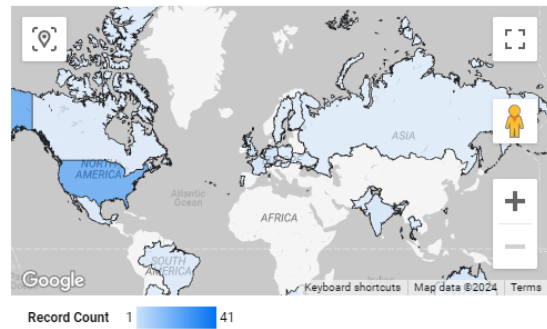 ASIA
NORTH
AMERICA
Atlantic
Ocean
AFRICA
SOUTH
AMERICA
Google
Keyboard shortcuts
Map data ©2024
Terms
Record Count
1
41